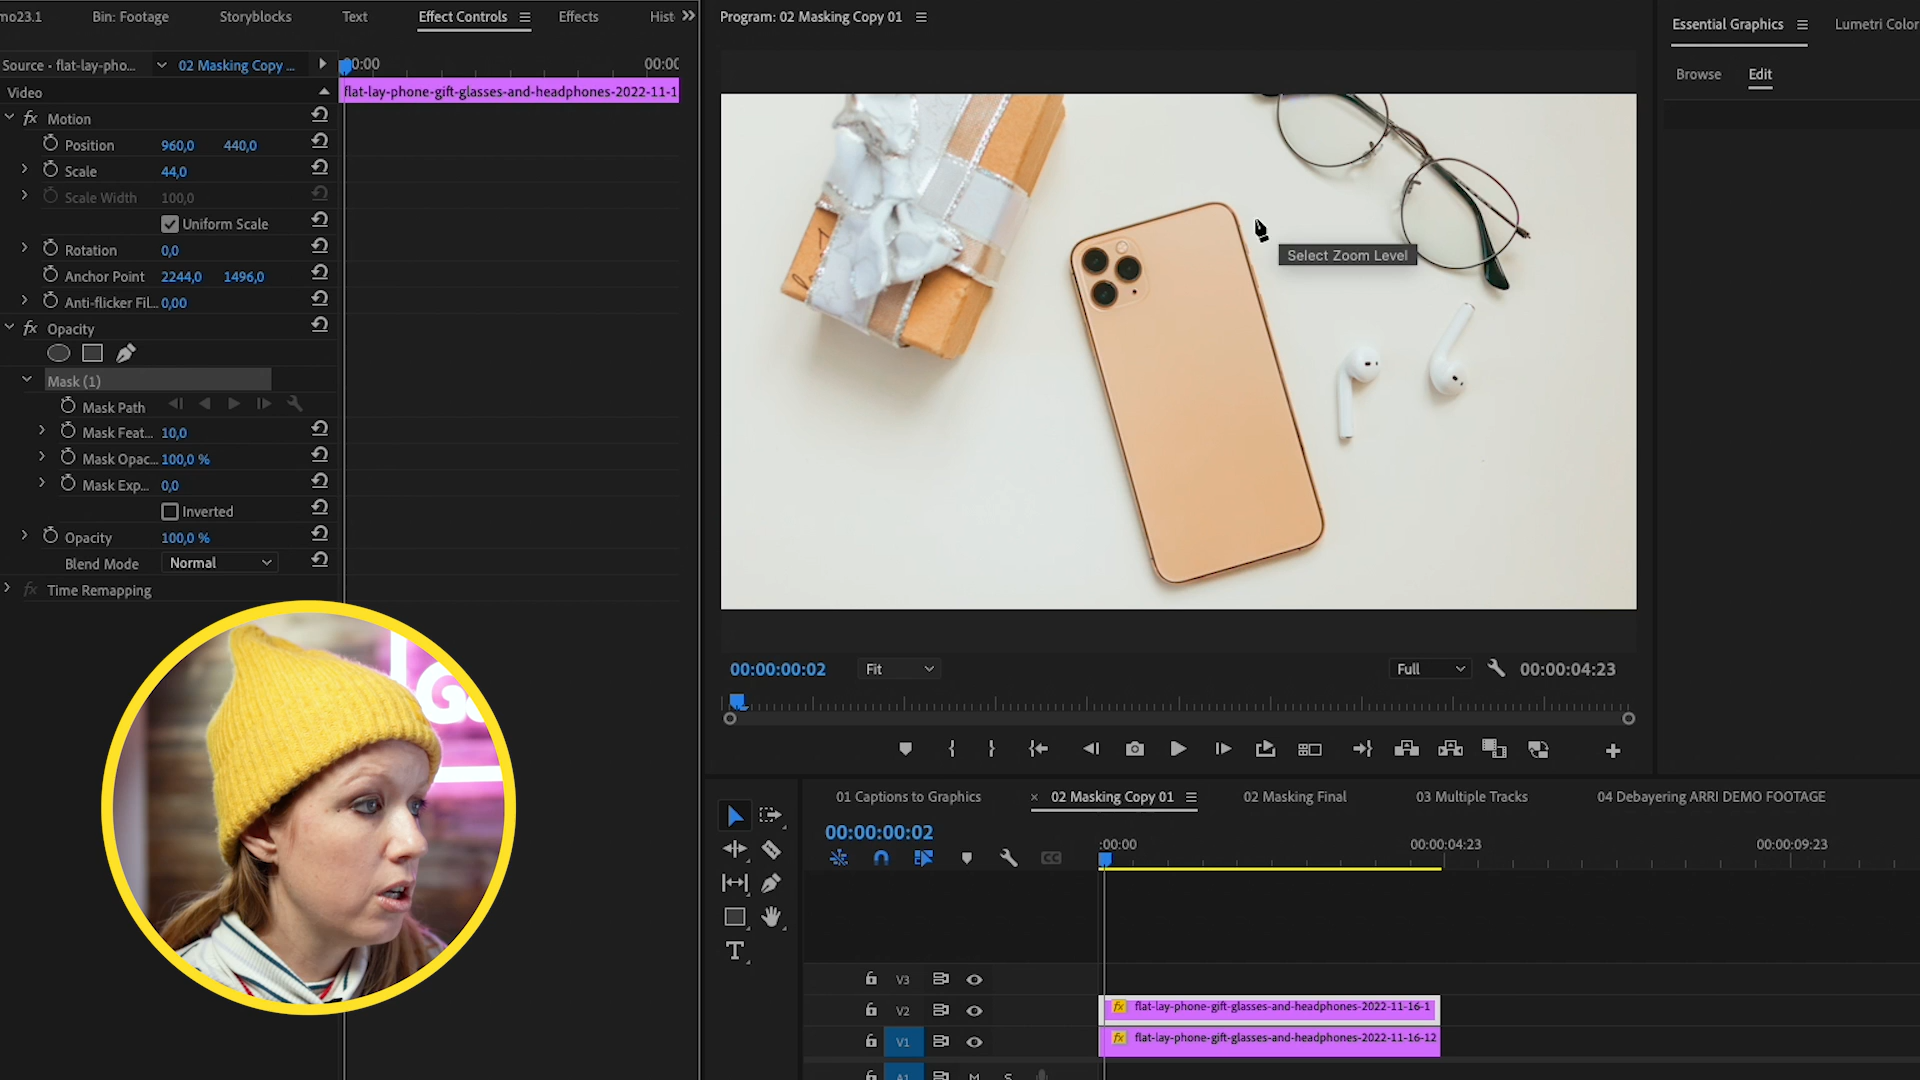 mo23.1
Bin: Footage
Storyblocks
Text
Effect Controls
Effects
Hist
Program: 02 Masking Copy 01
Essential Graphics
Lumetri Color
Browse
Edit
Source • flat-lay-pho...
02 Masking Copy ...
:00:00
00:00
Video
flat-lay-phone-gift-glasses-and-headphones-2022-11-1
fx Motion
Position 960,0 440,0
Scale 44,0
Scale Width 100,0
Uniform Scale
Rotation 0,0
Anchor Point 2244,0 1496,0
Anti-flicker Fil... 0,00
fx Opacity
Mask (1)
Mask Path
Mask Feat... 10,0
Mask Opac... 100,0 %
Mask Exp... 0,0
Inverted
Opacity 100,0 %
Blend Mode Normal
fx Time Remapping
Select Zoom Level
00:00:00:02
Fit
Full
00:00:04:23
01 Captions to Graphics
× 02 Masking Copy 01
02 Masking Final
03 Multiple Tracks
04 Debayering ARRI DEMO FOOTAGE
00:00:00:02
:00:00
00:00:04:23
00:00:09:23
CC
T
V3
V2
fx flat-lay-phone-gift-glasses-and-headphones-2022-11-16-1
V1
fx flat-lay-phone-gift-glasses-and-headphones-2022-11-16-12
A1 M S